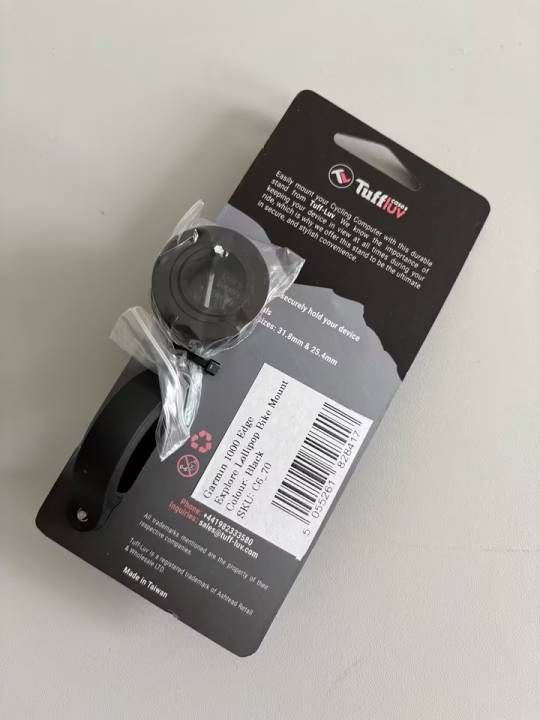 Tuff luv
cases
Easily mount your Cycling Computer with this durable
stand from Tuff-Luv. We know the importance of
keeping your device in view at all times during your
ride, which is why we offer this stand to be the ultimate
in secure, and stylish convenience.
securely hold your device
sizes: 31.8mm & 25.4mm
Garmin 1000 Edge
Explore Lollipop Bike Mount
Colour: Black
SKU: C6_70
5 055261 828417
Phone: +441982333580
Inquiries: sales@tuff-luv.com
All trademarks mentioned are the property of their
respective companies.
Tuff-Luv is a registered trademark of Ashlead Retail
& Wholesale LTD.
Made in Taiwan